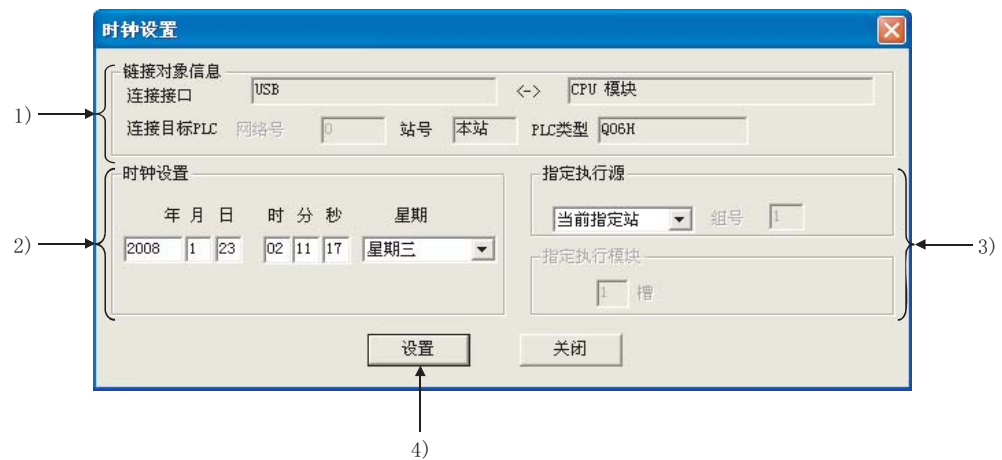 时钟设置
链接对象信息
连接接口 USB <-> CPU 模块
1)
连接目标PLC 网络号 0 站号 本站 PLC类型 Q06H
时钟设置 指定执行源
年 月 日 时 分 秒 星期
当前指定站 组号 1
2) 2008 1 23 02 11 17 星期三 3)
指定执行模块
1 槽
设置 关闭
4)